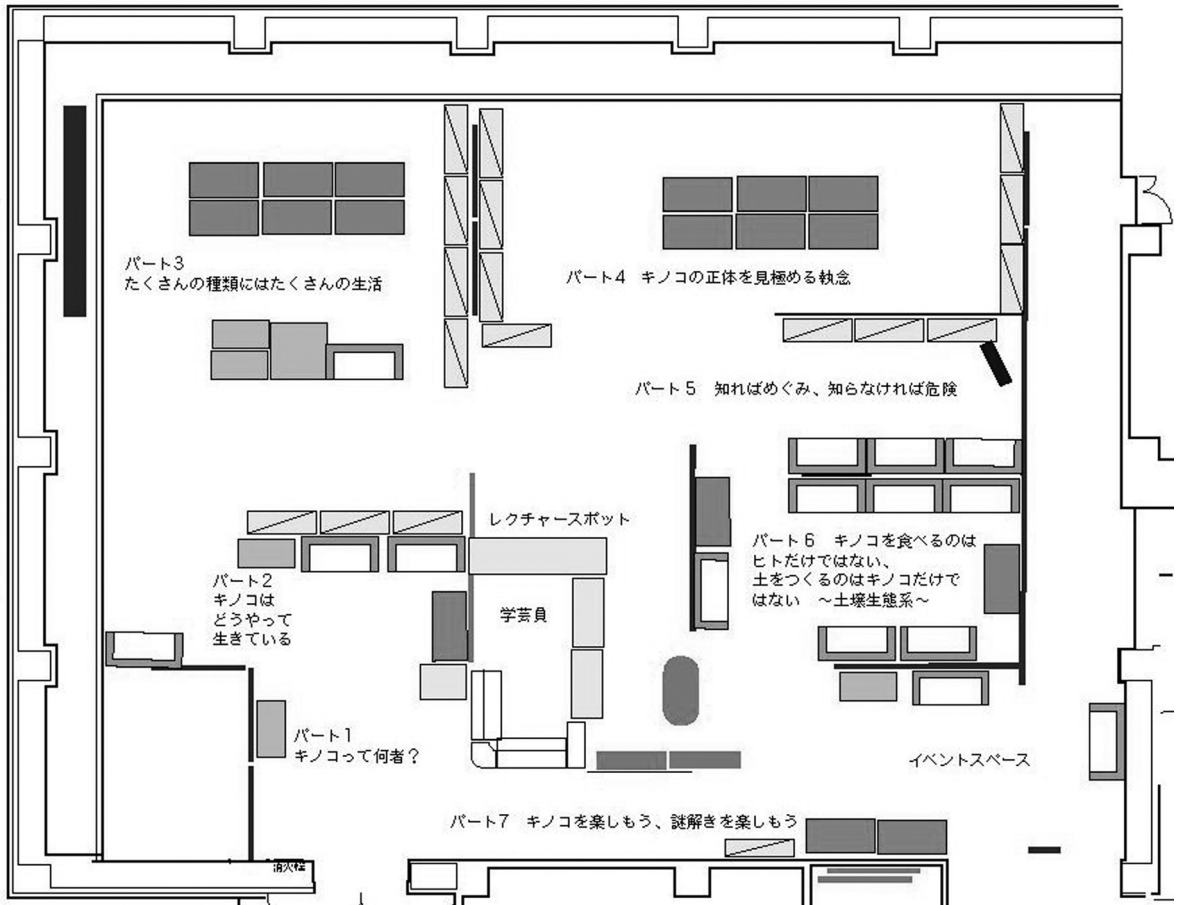 パート3
たくさんの種類にはたくさんの生活
パート4　キノコの正体を見極める執念
パート5　知ればめぐみ、知らなければ危険
レクチャースポット
パート6　キノコを食べるのは
ヒトだけではない、
土をつくるのはキノコだけで
はない　～土壌生態系～
パート2
キノコは
どうやって
生きている
学芸員
パート1
キノコって何者？
イベントスペース
パート7　キノコを楽しもう、謎解きを楽しもう
消火栓